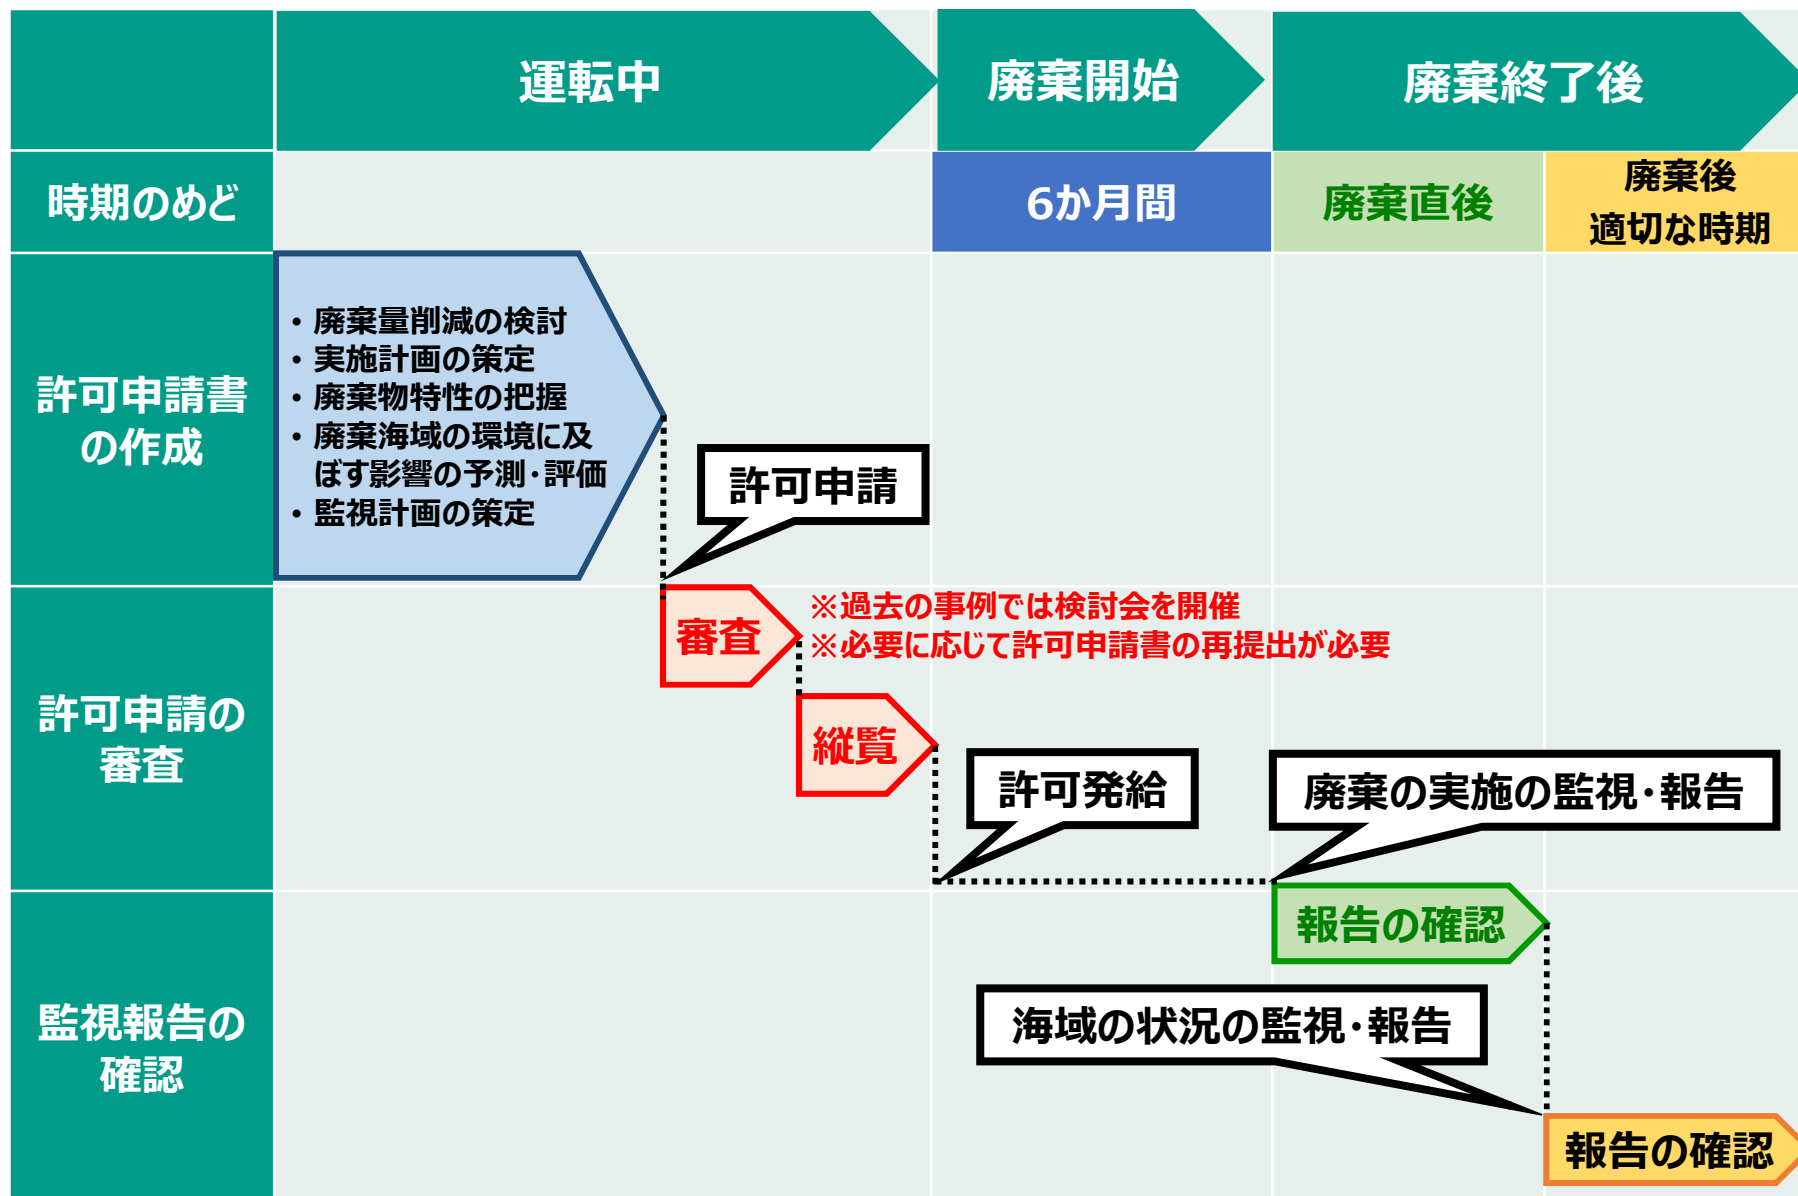 運転中
廃棄開始
廃棄終了後
時期のめど
6か月間
廃棄直後
廃棄後
適切な時期
許可申請書
の作成
・廃棄量削減の検討
・実施計画の策定
・廃棄物特性の把握
・廃棄海域の環境に及
ぼす影響の予測・評価
・監視計画の策定
許可申請
許可申請の
審査
審査
※過去の事例では検討会を開催
※必要に応じて許可申請書の再提出が必要
縦覧
許可発給
廃棄の実施の監視・報告
監視報告の
確認
報告の確認
海域の状況の監視・報告
報告の確認